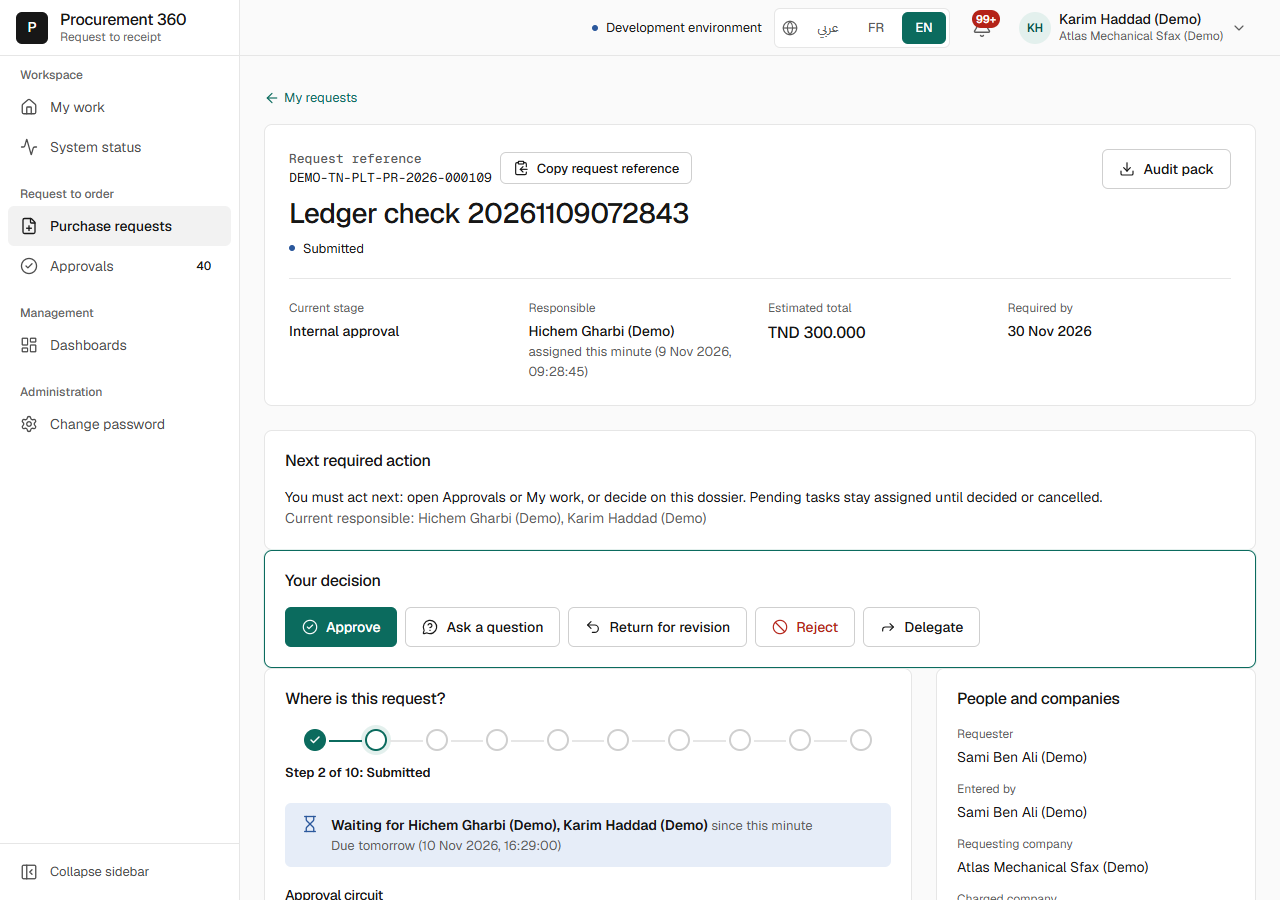 P
Procurement 360
Request to receipt
Development environment
عربي
FR
EN
99+
KH
Karim Haddad (Demo)
Atlas Mechanical Sfax (Demo)
Workspace
My work
System status
Request to order
Purchase requests
Approvals 40
Management
Dashboards
Administration
Change password
Collapse sidebar
My requests
Request reference
DEMO-TN-PLT-PR-2026-000109
Copy request reference
Audit pack
Ledger check 20261109072843
Submitted
Current stage
Internal approval
Responsible
Hichem Gharbi (Demo)
assigned this minute (9 Nov 2026,
09:28:45)
Estimated total
TND 300.000
Required by
30 Nov 2026
Next required action
You must act next: open Approvals or My work, or decide on this dossier. Pending tasks stay assigned until decided or cancelled.
Current responsible: Hichem Gharbi (Demo), Karim Haddad (Demo)
Your decision
Approve
Ask a question
Return for revision
Reject
Delegate
Where is this request?
Step 2 of 10: Submitted
Waiting for Hichem Gharbi (Demo), Karim Haddad (Demo) since this minute
Due tomorrow (10 Nov 2026, 16:29:00)
Approval circuit
People and companies
Requester
Sami Ben Ali (Demo)
Entered by
Sami Ben Ali (Demo)
Requesting company
Atlas Mechanical Sfax (Demo)
Charged company